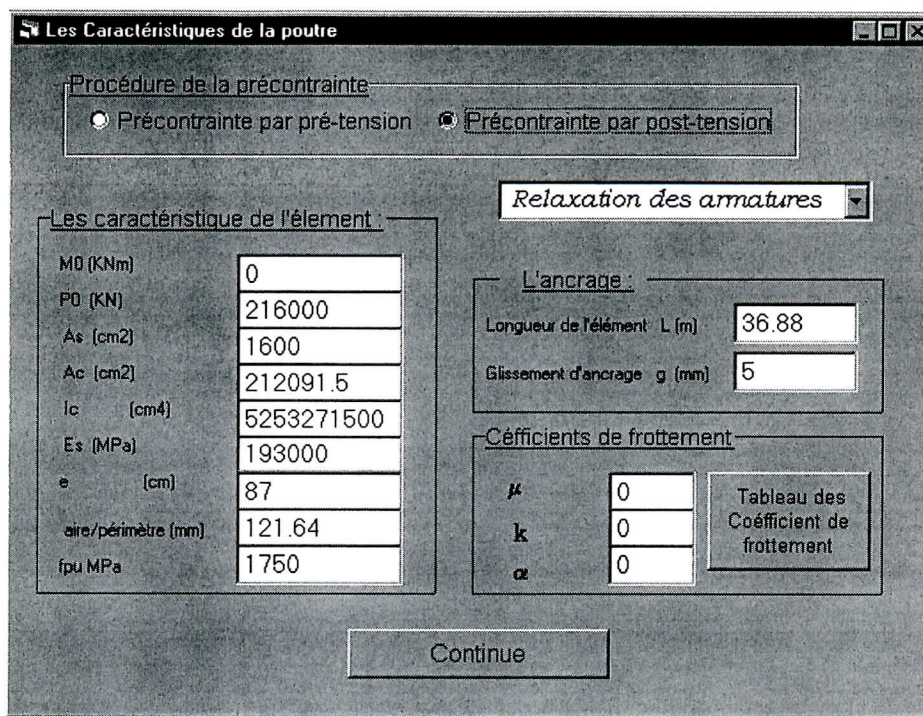 Les Caractéristiques de la poutre
Procédure de la précontrainte
Précontrainte par pré-tension
Précontrainte par post-tension
Relaxation des armatures
Les caractéristique de l'élement :
M0 (KNm) 0
P0 (KN) 216000
As (cm2) 1600
Ac (cm2) 212091.5
Ic (cm4) 5253271500
Es (MPa) 193000
e (cm) 87
aire/périmètre (mm) 121.64
fpu MPa 1750
L'ancrage :
Longueur de l'élément L (m) 36.88
Glissement d'ancrage g (mm) 5
Céfficients de frottement
μ 0
k 0
α 0
Tableau des
Coéfficient de
frottement
Continue